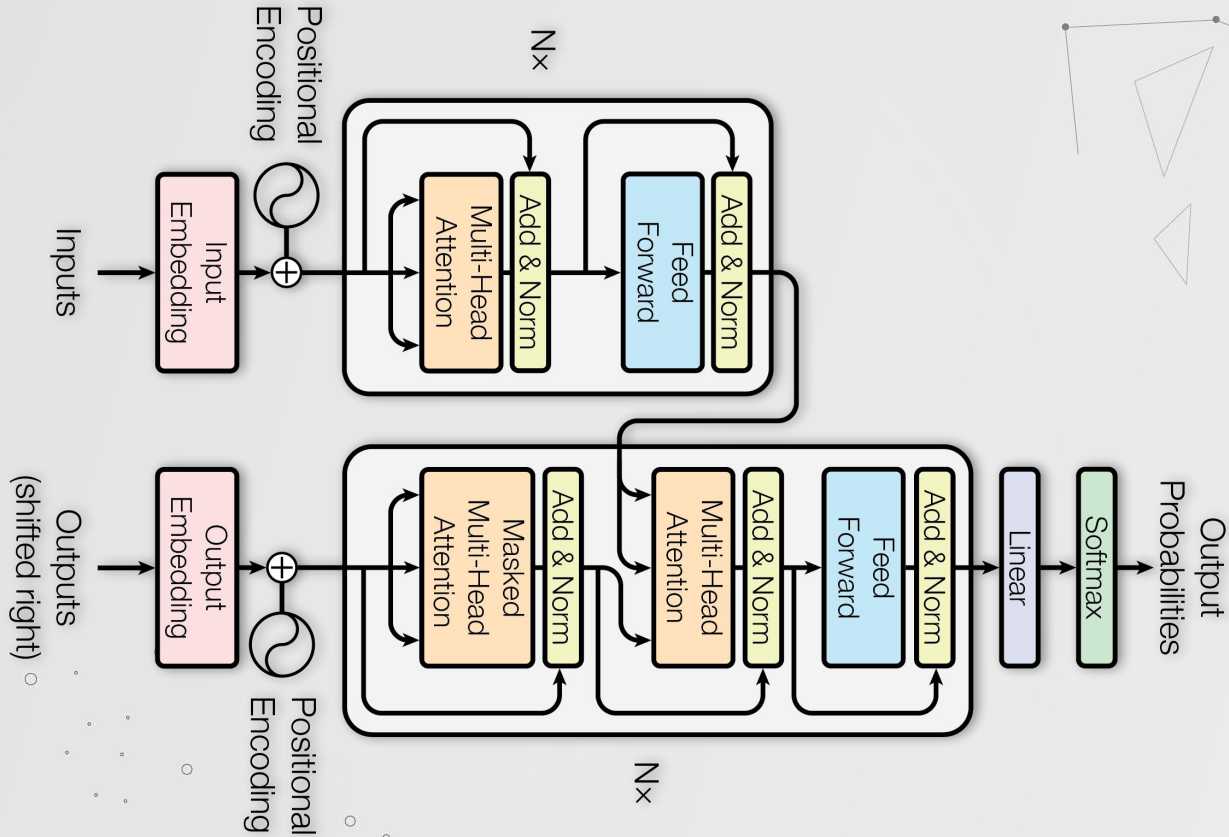 Output
Probabilities
Softmax
Linear
Add & Norm
Feed
Forward
Add & Norm
Multi-Head
Attention
Add & Norm
Masked
Multi-Head
Attention
Nx
Positional
Encoding
Output
Embedding
Outputs
(shifted right)
Add & Norm
Feed
Forward
Add & Norm
Multi-Head
Attention
Nx
Positional
Encoding
Input
Embedding
Inputs